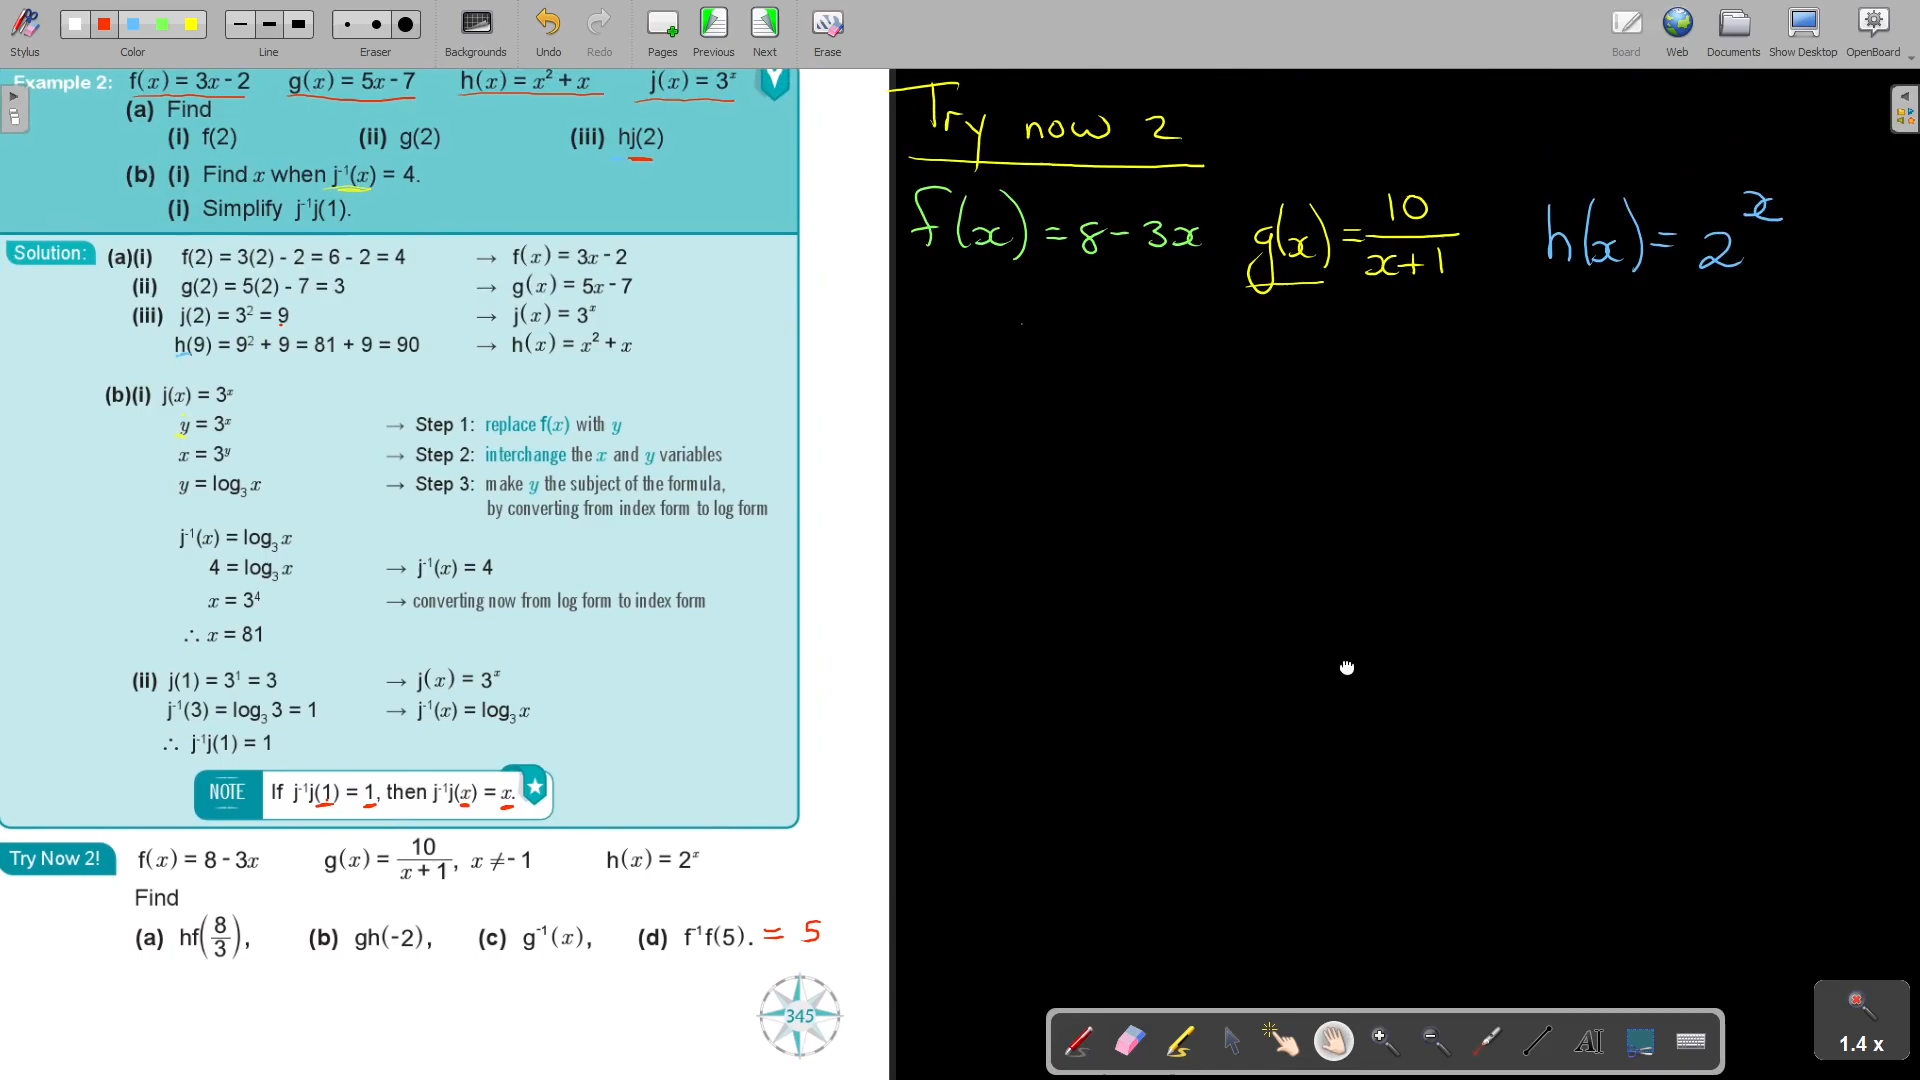 Stylus Color Line Eraser Backgrounds Undo Redo Pages Previous Next Erase Board Web Documents Show Desktop OpenBoard
Example 2: f(x) = 3x - 2 g(x) = 5x - 7 h(x) = x² + x j(x) = 3ˣ
(a) Find
(i) f(2) (ii) g(2) (iii) hj(2)
(b) (i) Find x when j⁻¹(x) = 4.
(i) Simplify j⁻¹j(1).
Solution: (a)(i) f(2) = 3(2) - 2 = 6 - 2 = 4 → f(x) = 3x - 2
(ii) g(2) = 5(2) - 7 = 3 → g(x) = 5x - 7
(iii) j(2) = 3² = 9 → j(x) = 3ˣ
h(9) = 9² + 9 = 81 + 9 = 90 → h(x) = x² + x
(b)(i) j(x) = 3ˣ
y = 3ˣ → Step 1: replace f(x) with y
x = 3ʸ → Step 2: interchange the x and y variables
y = log₃ x → Step 3: make y the subject of the formula,
by converting from index form to log form
j⁻¹(x) = log₃ x
4 = log₃ x → j⁻¹(x) = 4
x = 3⁴ → converting now from log form to index form
∴ x = 81
(ii) j(1) = 3¹ = 3 → j(x) = 3ˣ
j⁻¹(3) = log₃ 3 = 1 → j⁻¹(x) = log₃ x
∴ j⁻¹j(1) = 1
NOTE If j⁻¹j(1) = 1, then j⁻¹j(x) = x.
Try Now 2! f(x) = 8 - 3x g(x) = 10/(x + 1), x ≠ - 1 h(x) = 2ˣ
Find
(a) hf(8/3), (b) gh(-2), (c) g⁻¹(x), (d) f⁻¹f(5). = 5
345
Try now 2
f(x) = 8 - 3x g(x) = 10/(x+1) h(x) = 2ˣ
1.4 x